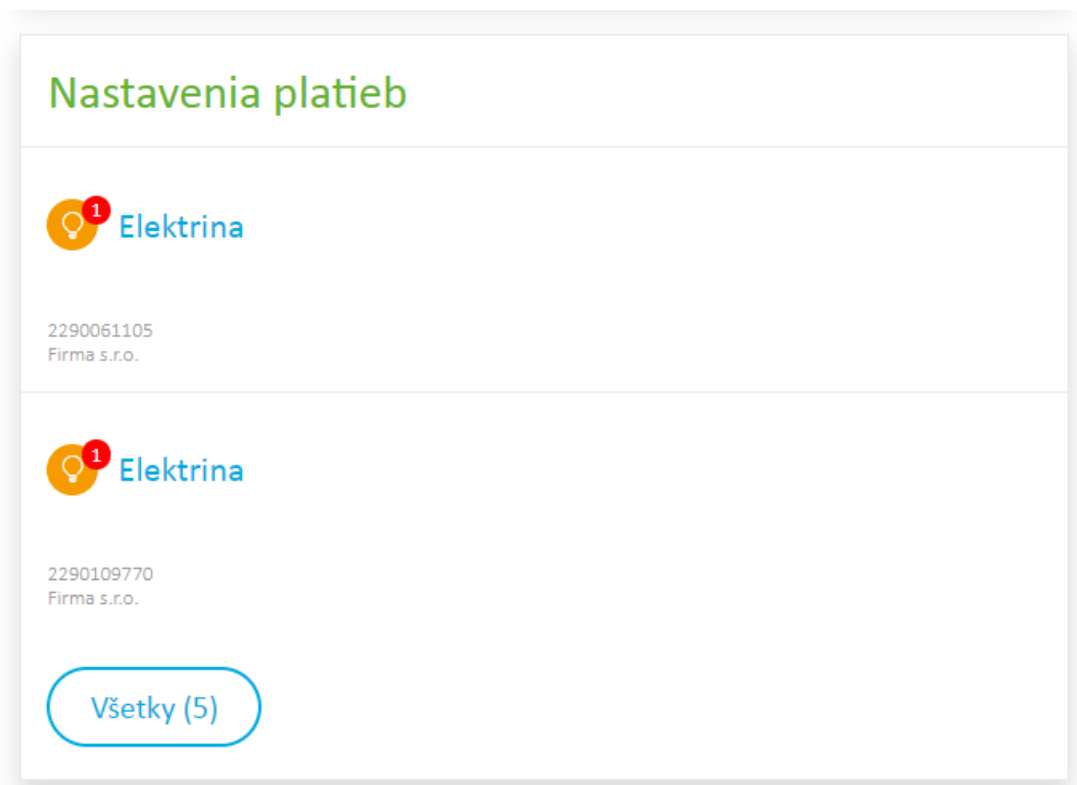 Nastavenia platieb
1
Elektrina
2290061105
Firma s.r.o.
1
Elektrina
2290109770
Firma s.r.o.
Všetky (5)